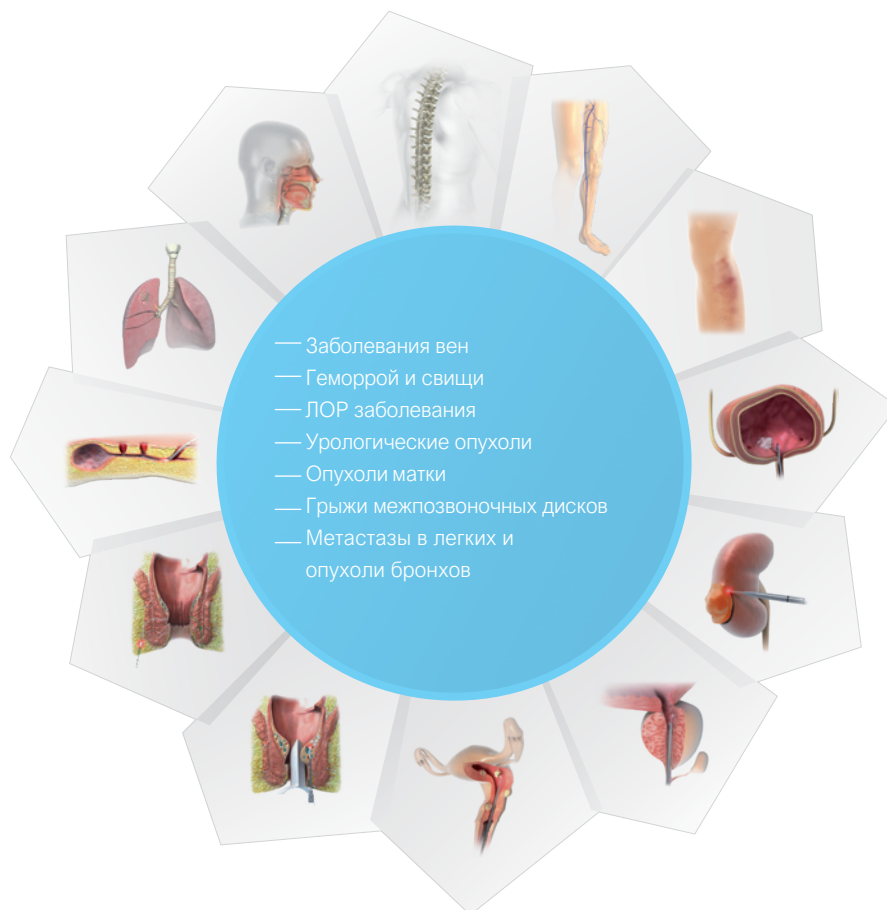 — Заболевания вен
— Геморрой и свищи
— ЛОР заболевания
— Урологические опухоли
— Опухоли матки
— Грыжи межпозвоночных дисков
— Метастазы в легких и
опухоли бронхов